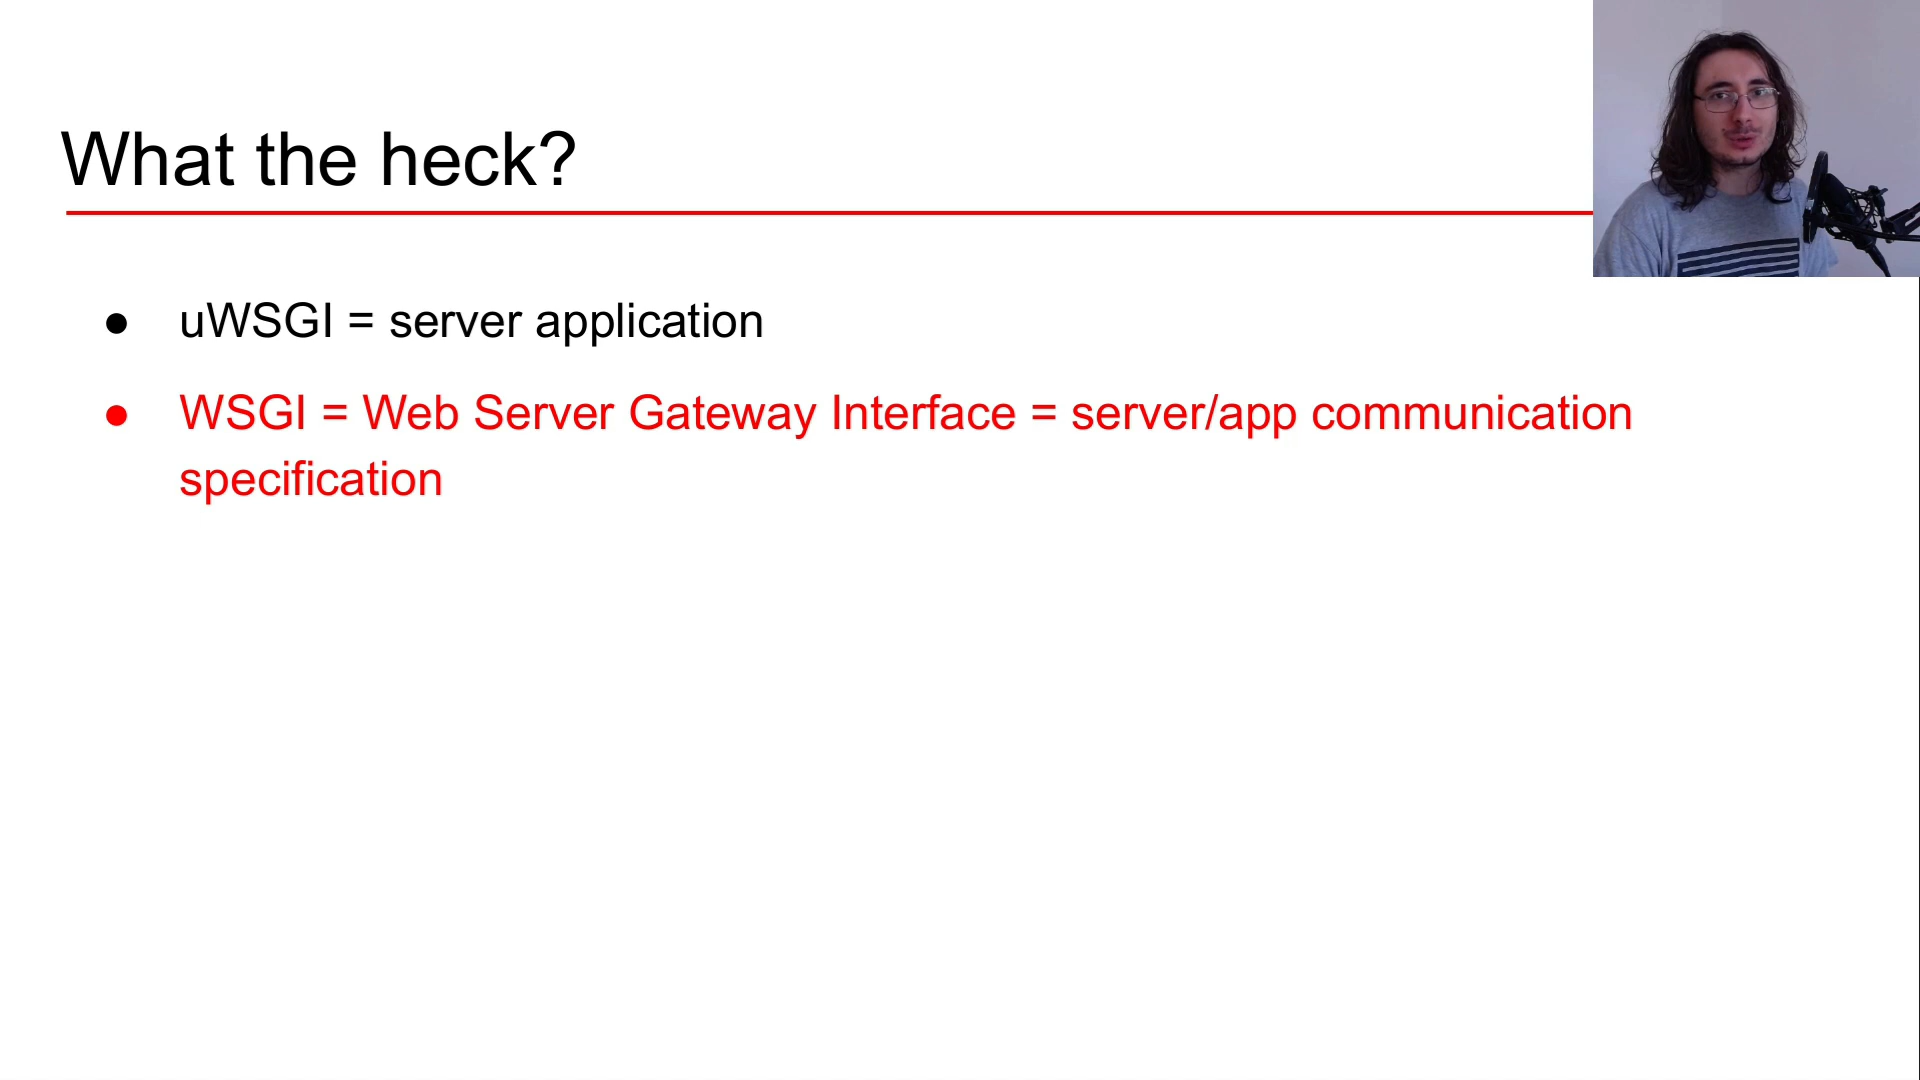 What the heck?
● uWSGI = server application
● WSGI = Web Server Gateway Interface = server/app communication
specification